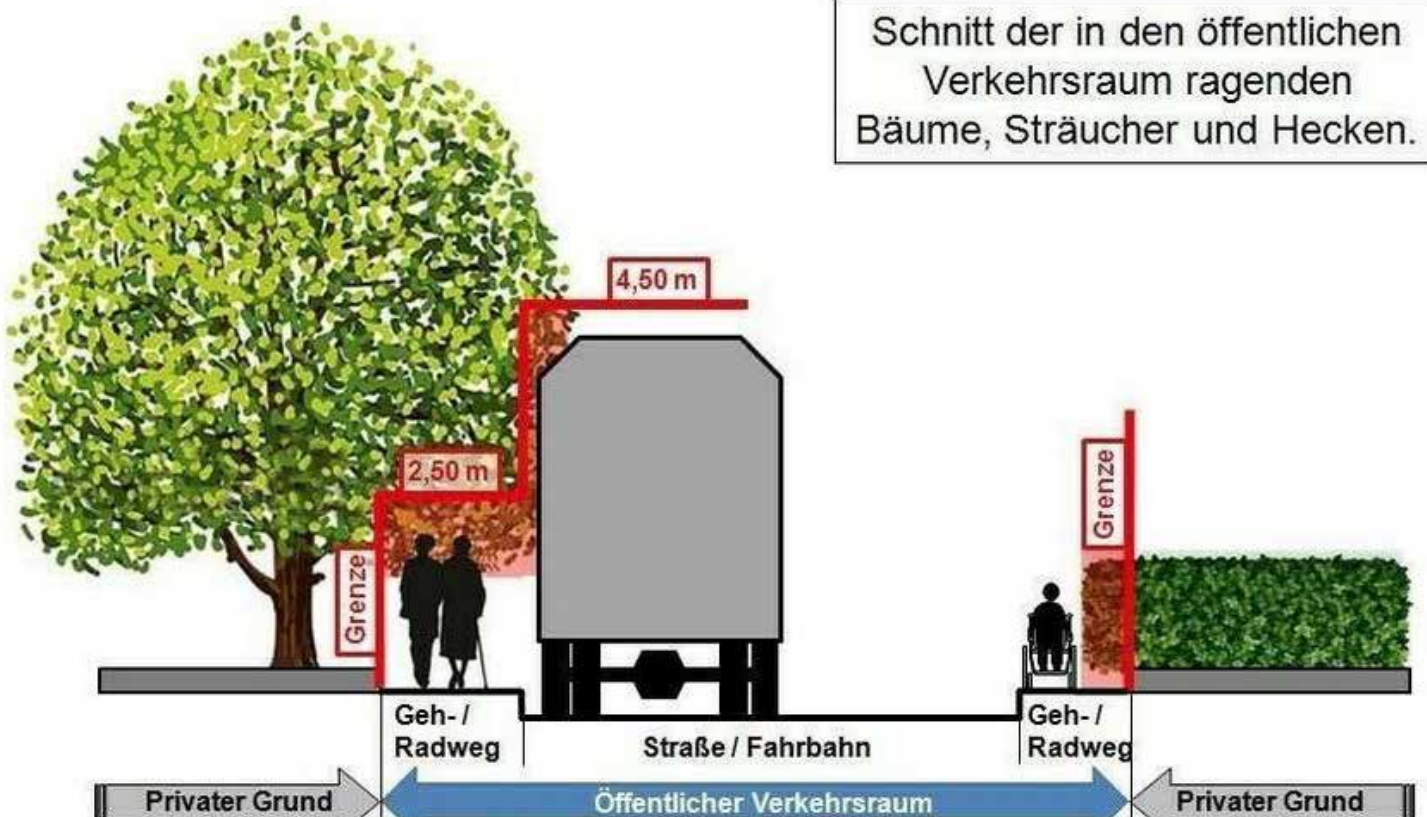 Schnitt der in den öffentlichen
Verkehrsraum ragenden
Bäume, Sträucher und Hecken.
4,50 m
2,50 m
Grenze
Grenze
Geh- /
Radweg
Straße / Fahrbahn
Geh- /
Radweg
Privater Grund
Öffentlicher Verkehrsraum
Privater Grund